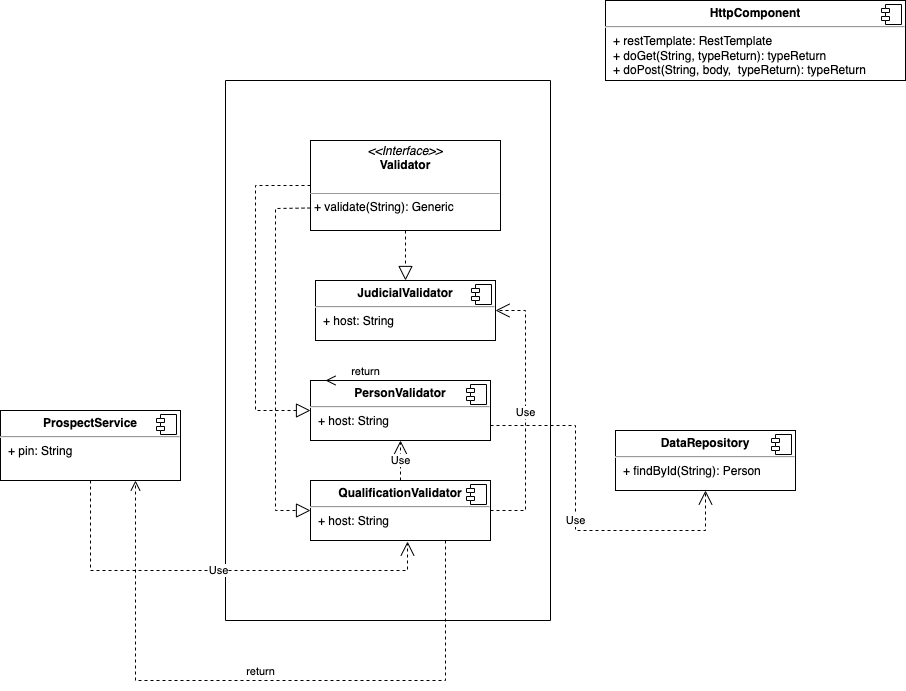 HttpComponent
+ restTemplate: RestTemplate
+ doGet(String, typeReturn): typeReturn
+ doPost(String, body, typeReturn): typeReturn
<<Interface>>
Validator
+ validate(String): Generic
JudicialValidator
+ host: String
return
PersonValidator
+ host: String
Use
ProspectService
+ pin: String
DataRepository
+ findById(String): Person
Use
QualificationValidator
+ host: String
Use
Use
return